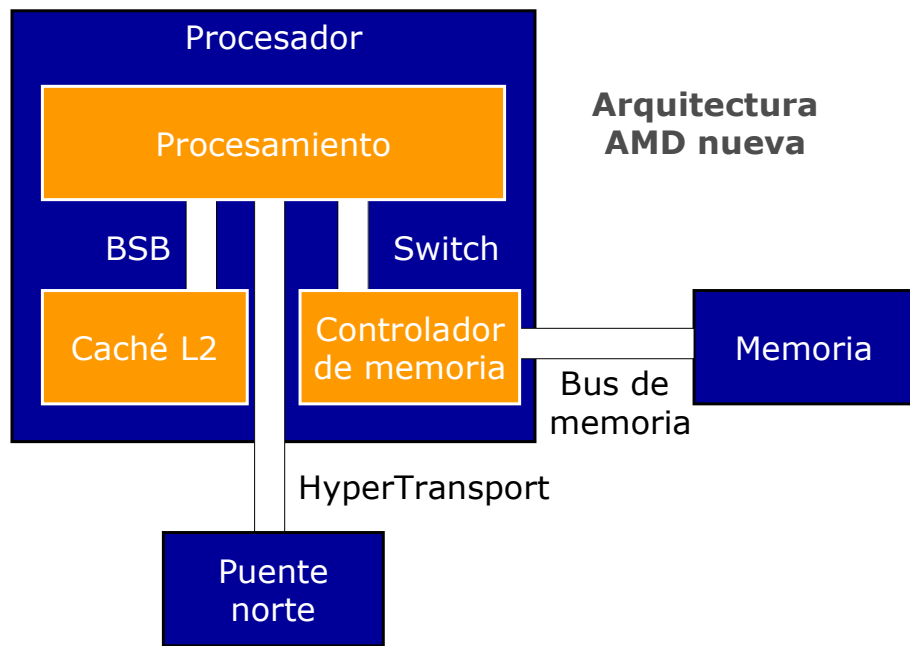 Procesador
Arquitectura
AMD nueva
Procesamiento
BSB
Switch
Caché L2
Controlador
de memoria
Memoria
Bus de
memoria
HyperTransport
Puente
norte